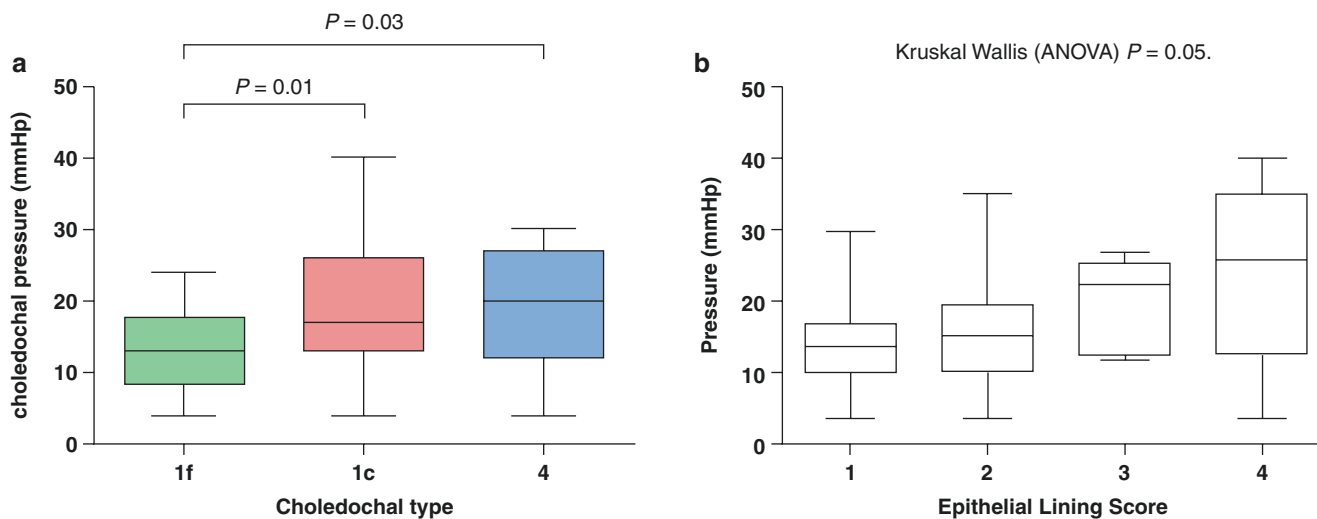 a
P = 0.03
P = 0.01
choledochal pressure (mmHp)
50
40
30
20
10
0
1f 1c 4
Choledochal type
b
Kruskal Wallis (ANOVA) P = 0.05.
Pressure (mmHp)
50
40
30
20
10
0
1 2 3 4
Epithelial Lining Score